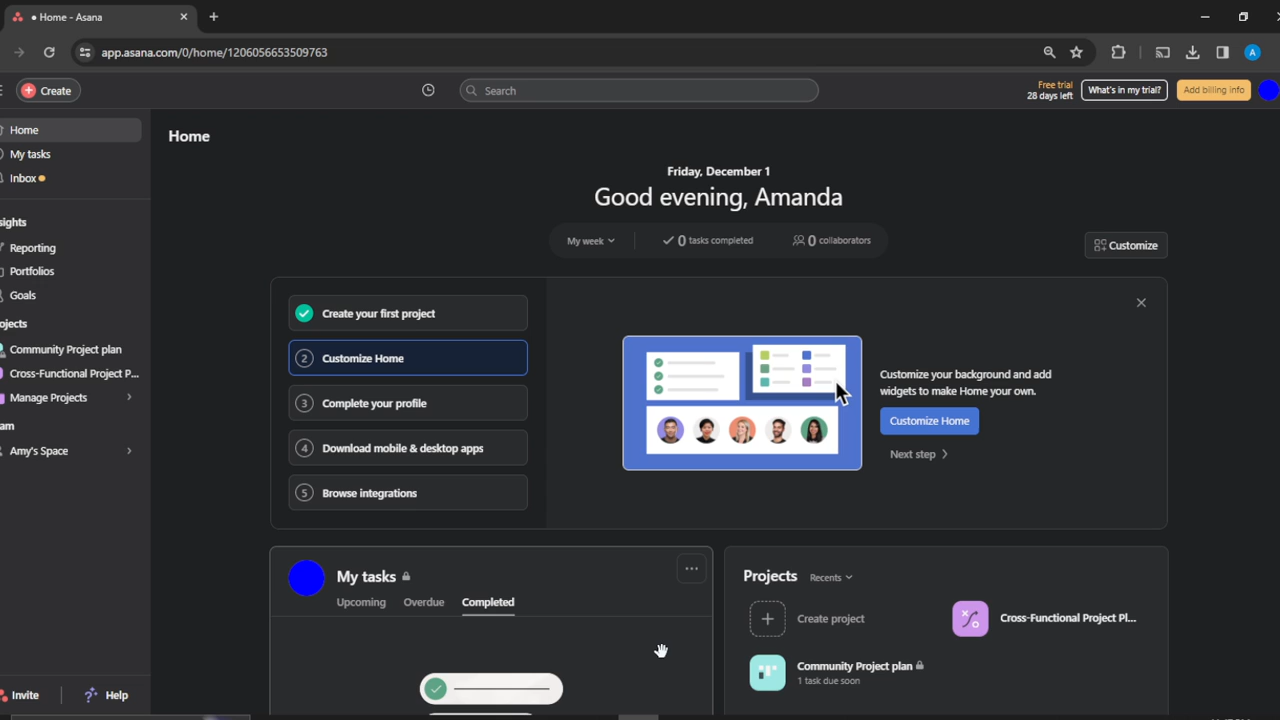 • Home - Asana
app.asana.com/0/home/1206056653509763
Create
Search
Free trial
28 days left
What's in my trial?
Add billing info
A
Home
My tasks
Inbox
sights
Reporting
Portfolios
Goals
ojects
Community Project plan
Cross-Functional Project P...
Manage Projects
am
Amy's Space
Invite
Help
Home
Friday, December 1
Good evening, Amanda
My week
0 tasks completed
0 collaborators
Customize
Create your first project
2 Customize Home
3 Complete your profile
4 Download mobile & desktop apps
5 Browse integrations
Customize your background and add
widgets to make Home your own.
Customize Home
Next step
My tasks
Upcoming
Overdue
Completed
Projects
Recents
Create project
Cross-Functional Project Pl...
Community Project plan
1 task due soon